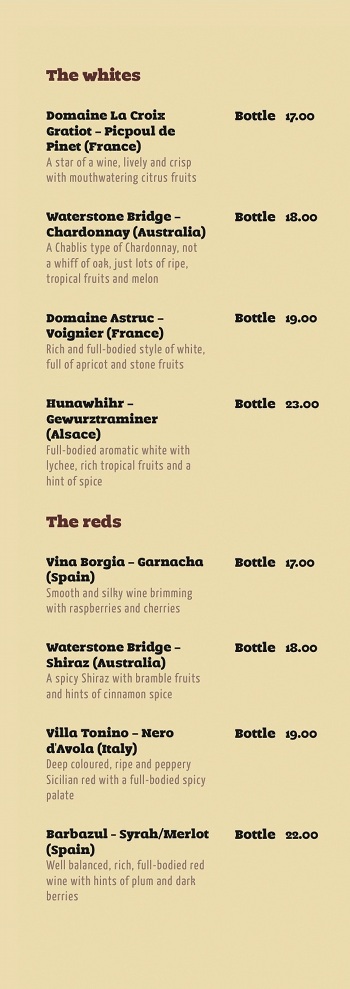 The whites
Domaine La Croix Bottle 17.00
Gratiot – Picpoul de
Pinet (France)
A star of a wine, lively and crisp
with mouthwatering citrus fruits
Waterstone Bridge – Bottle 18.00
Chardonnay (Australia)
A Chablis type of Chardonnay, not
a whiff of oak, just lots of ripe,
tropical fruits and melon
Domaine Astruc – Bottle 19.00
Voignier (France)
Rich and full-bodied style of white,
full of apricot and stone fruits
Hunawhihr – Bottle 23.00
Gewurztraminer
(Alsace)
Full-bodied aromatic white with
lychee, rich tropical fruits and a
hint of spice
The reds
Vina Borgia – Garnacha Bottle 17.00
(Spain)
Smooth and silky wine brimming
with raspberries and cherries
Waterstone Bridge – Bottle 18.00
Shiraz (Australia)
A spicy Shiraz with bramble fruits
and hints of cinnamon spice
Villa Tonino – Nero Bottle 19.00
d'Avola (Italy)
Deep coloured, ripe and peppery
Sicilian red with a full-bodied spicy
palate
Barbazul – Syrah/Merlot Bottle 22.00
(Spain)
Well balanced, rich, full-bodied red
wine with hints of plum and dark
berries